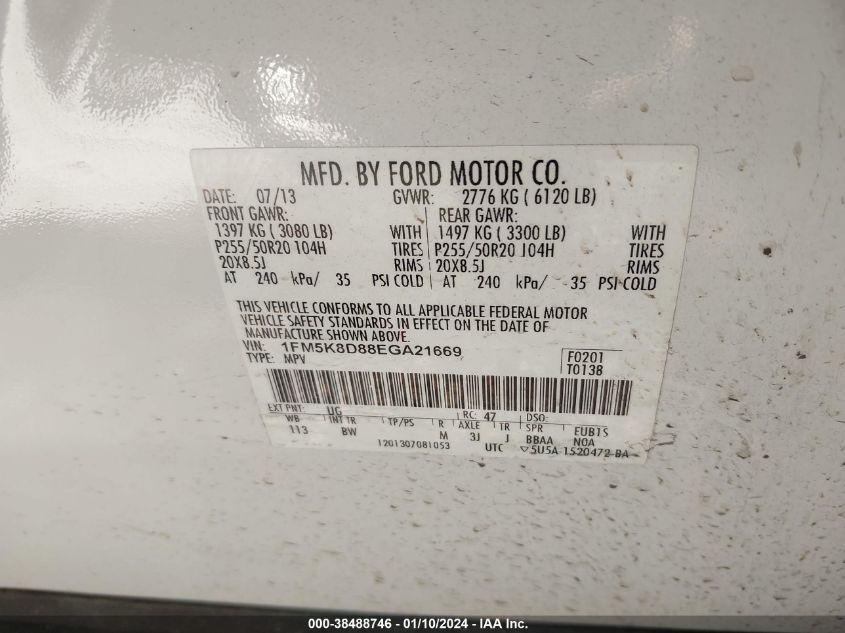 MFD. BY FORD MOTOR CO.
DATE: 07/13 GVWR: 2776 KG ( 6120 LB)
FRONT GAWR: REAR GAWR:
1397 KG ( 3080 LB) WITH 1497 KG ( 3300 LB) WITH
P255/50R20 104H TIRES P255/50R20 104H TIRES
20X8.5J RIMS 20X8.5J RIMS
AT 240 kPa/ 35 PSI COLD AT 240 kPa/ 35 PSI COLD
THIS VEHICLE CONFORMS TO ALL APPLICABLE FEDERAL MOTOR
VEHICLE SAFETY STANDARDS IN EFFECT ON THE DATE OF
MANUFACTURE SHOWN ABOVE.
VIN: 1FM5K8D88EGA21669 F0201
TYPE: MPV T0138
EXT PNT: UG RC: 47 DSO:
WB INT TR TP/PS R AXLE TR SPR EUB1S
113 BW M 3J J BBAA NOA
1201307081053 UTC ▽5U5A-1520472-BA
000-38488746 — 01/10/2024 — IAA Inc.